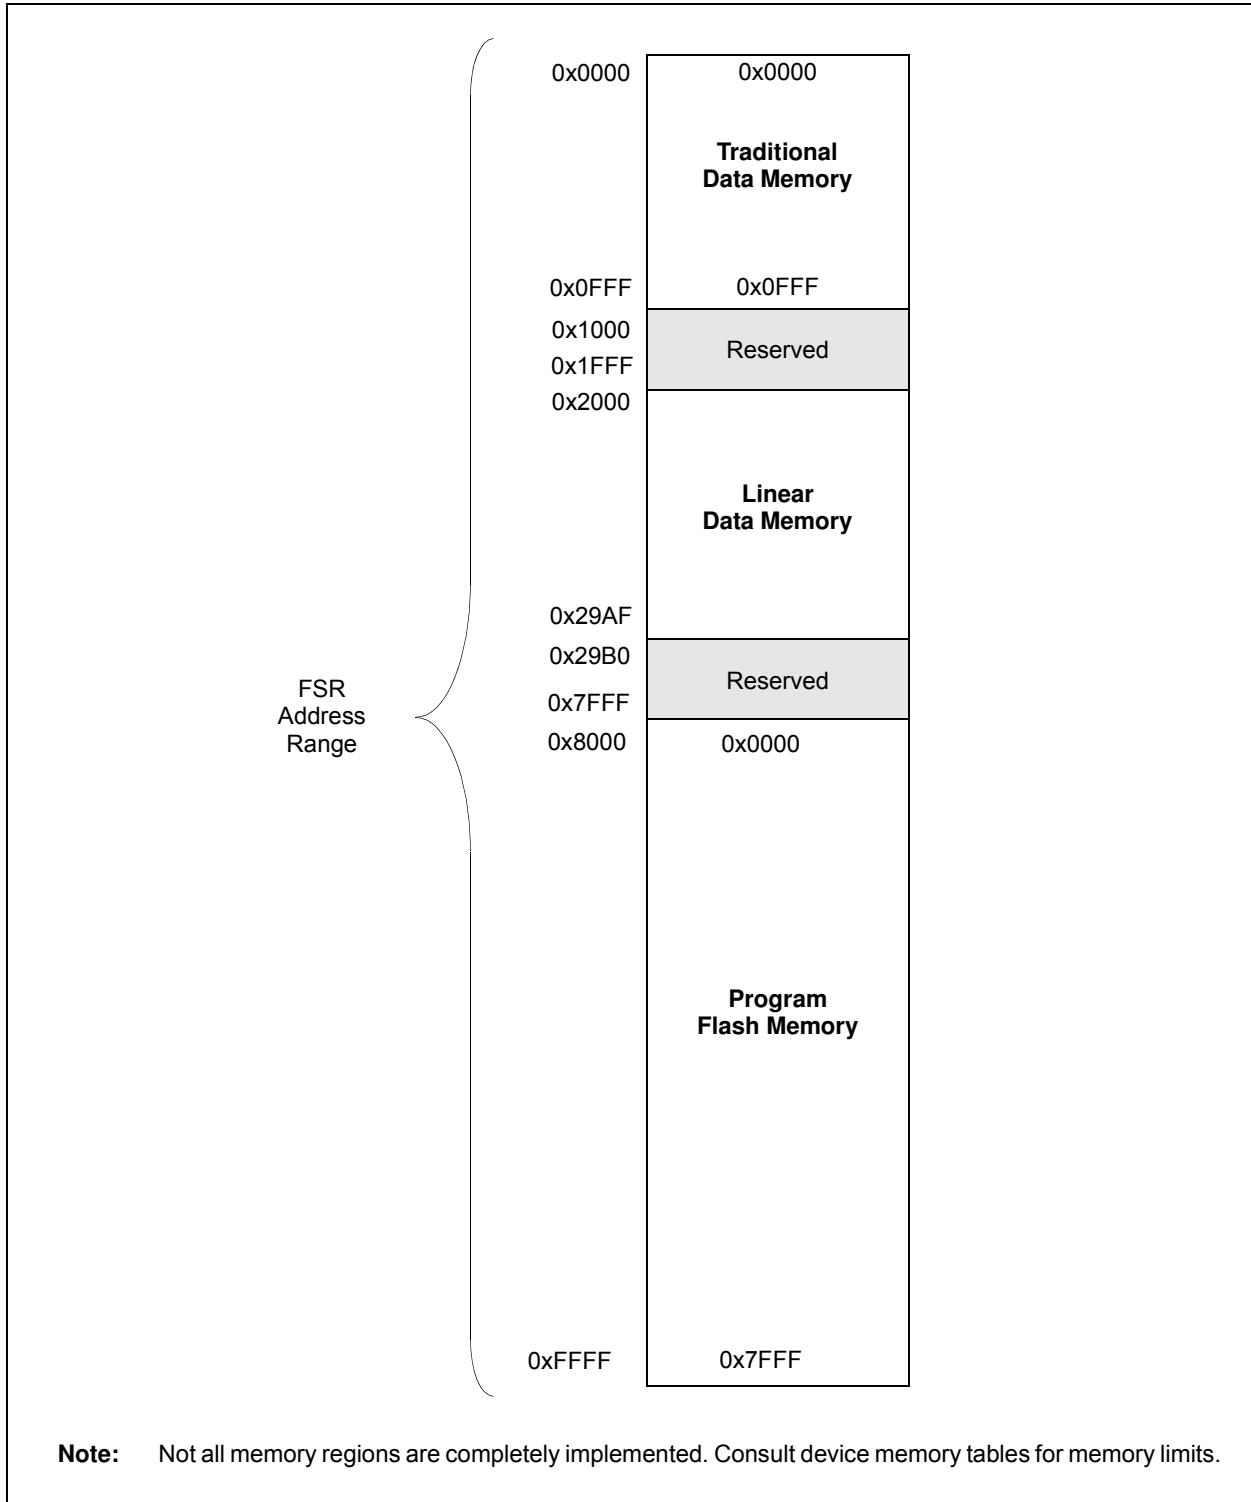 0x0000 0x0000
Traditional
Data Memory
0x0FFF 0x0FFF
0x1000
Reserved
0x1FFF
0x2000
Linear
Data Memory
0x29AF
0x29B0
Reserved
0x7FFF
FSR
Address
Range
0x8000 0x0000
Program
Flash Memory
0xFFFF 0x7FFF
Note: Not all memory regions are completely implemented. Consult device memory tables for memory limits.